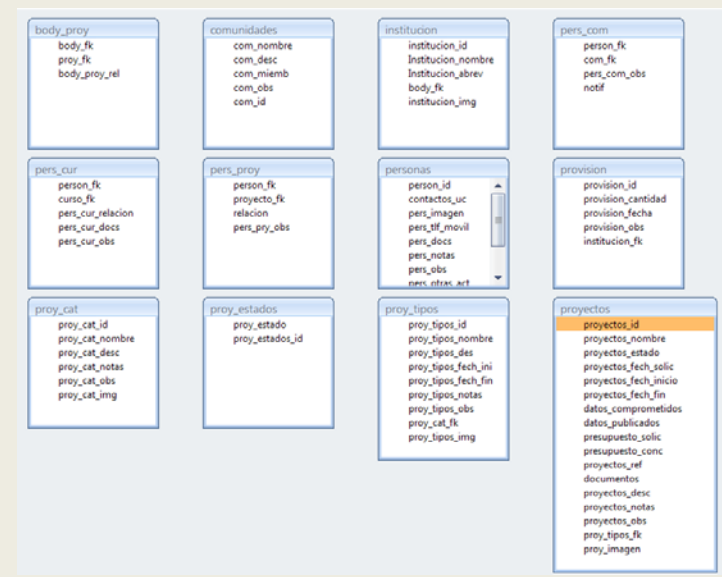 body_proy
body_fk
proy_fk
body_proy_rel
comunidades
com_nombre
com_desc
com_miemb
com_obs
com_id
institucion
institucion_id
Institucion_nombre
Institucion_abrev
body_fk
institucion_img
pers_com
person_fk
com_fk
pers_com_obs
notif
pers_cur
person_fk
curso_fk
pers_cur_relacion
pers_cur_docs
pers_cur_obs
pers_proy
person_fk
proyecto_fk
relacion
pers_pry_obs
personas
person_id
contactos_uc
pers_imagen
pers_tlf_movil
pers_docs
pers_notas
pers_obs
pers_otras_act
provision
provision_id
provision_cantidad
provision_fecha
provision_obs
institucion_fk
proy_cat
proy_cat_id
proy_cat_nombre
proy_cat_desc
proy_cat_notas
proy_cat_obs
proy_cat_img
proy_estados
proy_estado
proy_estados_id
proy_tipos
proy_tipos_id
proy_tipos_nombre
proy_tipos_des
proy_tipos_fech_ini
proy_tipos_fech_fin
proy_tipos_notas
proy_tipos_obs
proy_cat_fk
proy_tipos_img
proyectos
proyectos_id
proyectos_nombre
proyectos_estado
proyectos_fech_solic
proyectos_fech_inicio
proyectos_fech_fin
datos_comprometidos
datos_publicados
presupuesto_solic
presupuesto_conc
proyectos_ref
documentos
proyectos_desc
proyectos_notas
proyectos_obs
proy_tipos_fk
proy_imagen